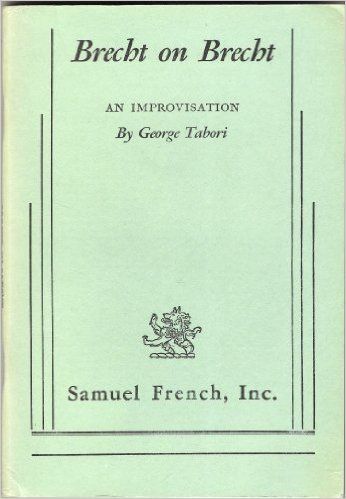 Brecht on Brecht
AN IMPROVISATION
By George Tabori
Samuel French, Inc.